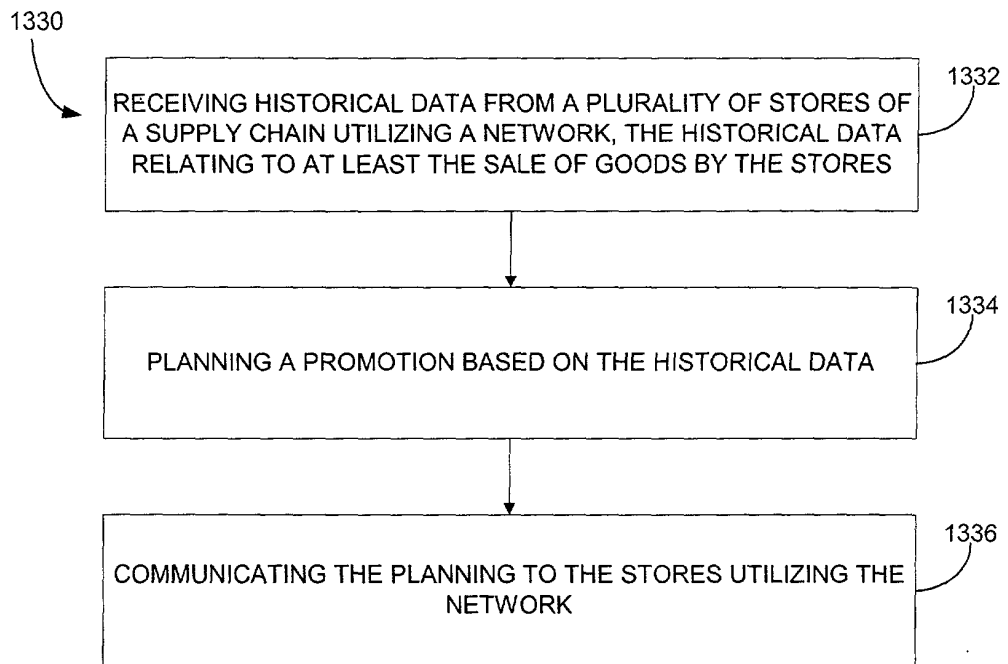 1330
1332
RECEIVING HISTORICAL DATA FROM A PLURALITY OF STORES OF
A SUPPLY CHAIN UTILIZING A NETWORK, THE HISTORICAL DATA
RELATING TO AT LEAST THE SALE OF GOODS BY THE STORES
1334
PLANNING A PROMOTION BASED ON THE HISTORICAL DATA
1336
COMMUNICATING THE PLANNING TO THE STORES UTILIZING THE
NETWORK